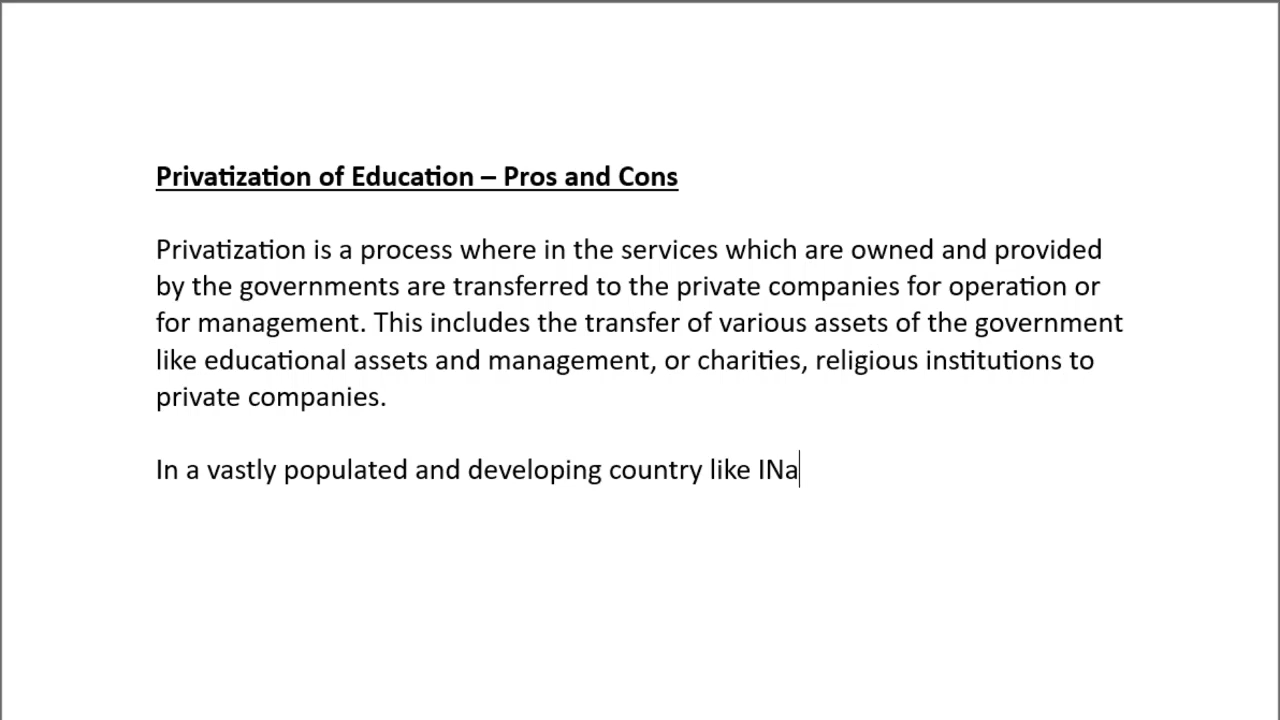 Privatization of Education – Pros and Cons
Privatization is a process where in the services which are owned and provided
by the governments are transferred to the private companies for operation or
for management. This includes the transfer of various assets of the government
like educational assets and management, or charities, religious institutions to
private companies.
In a vastly populated and developing country like INa